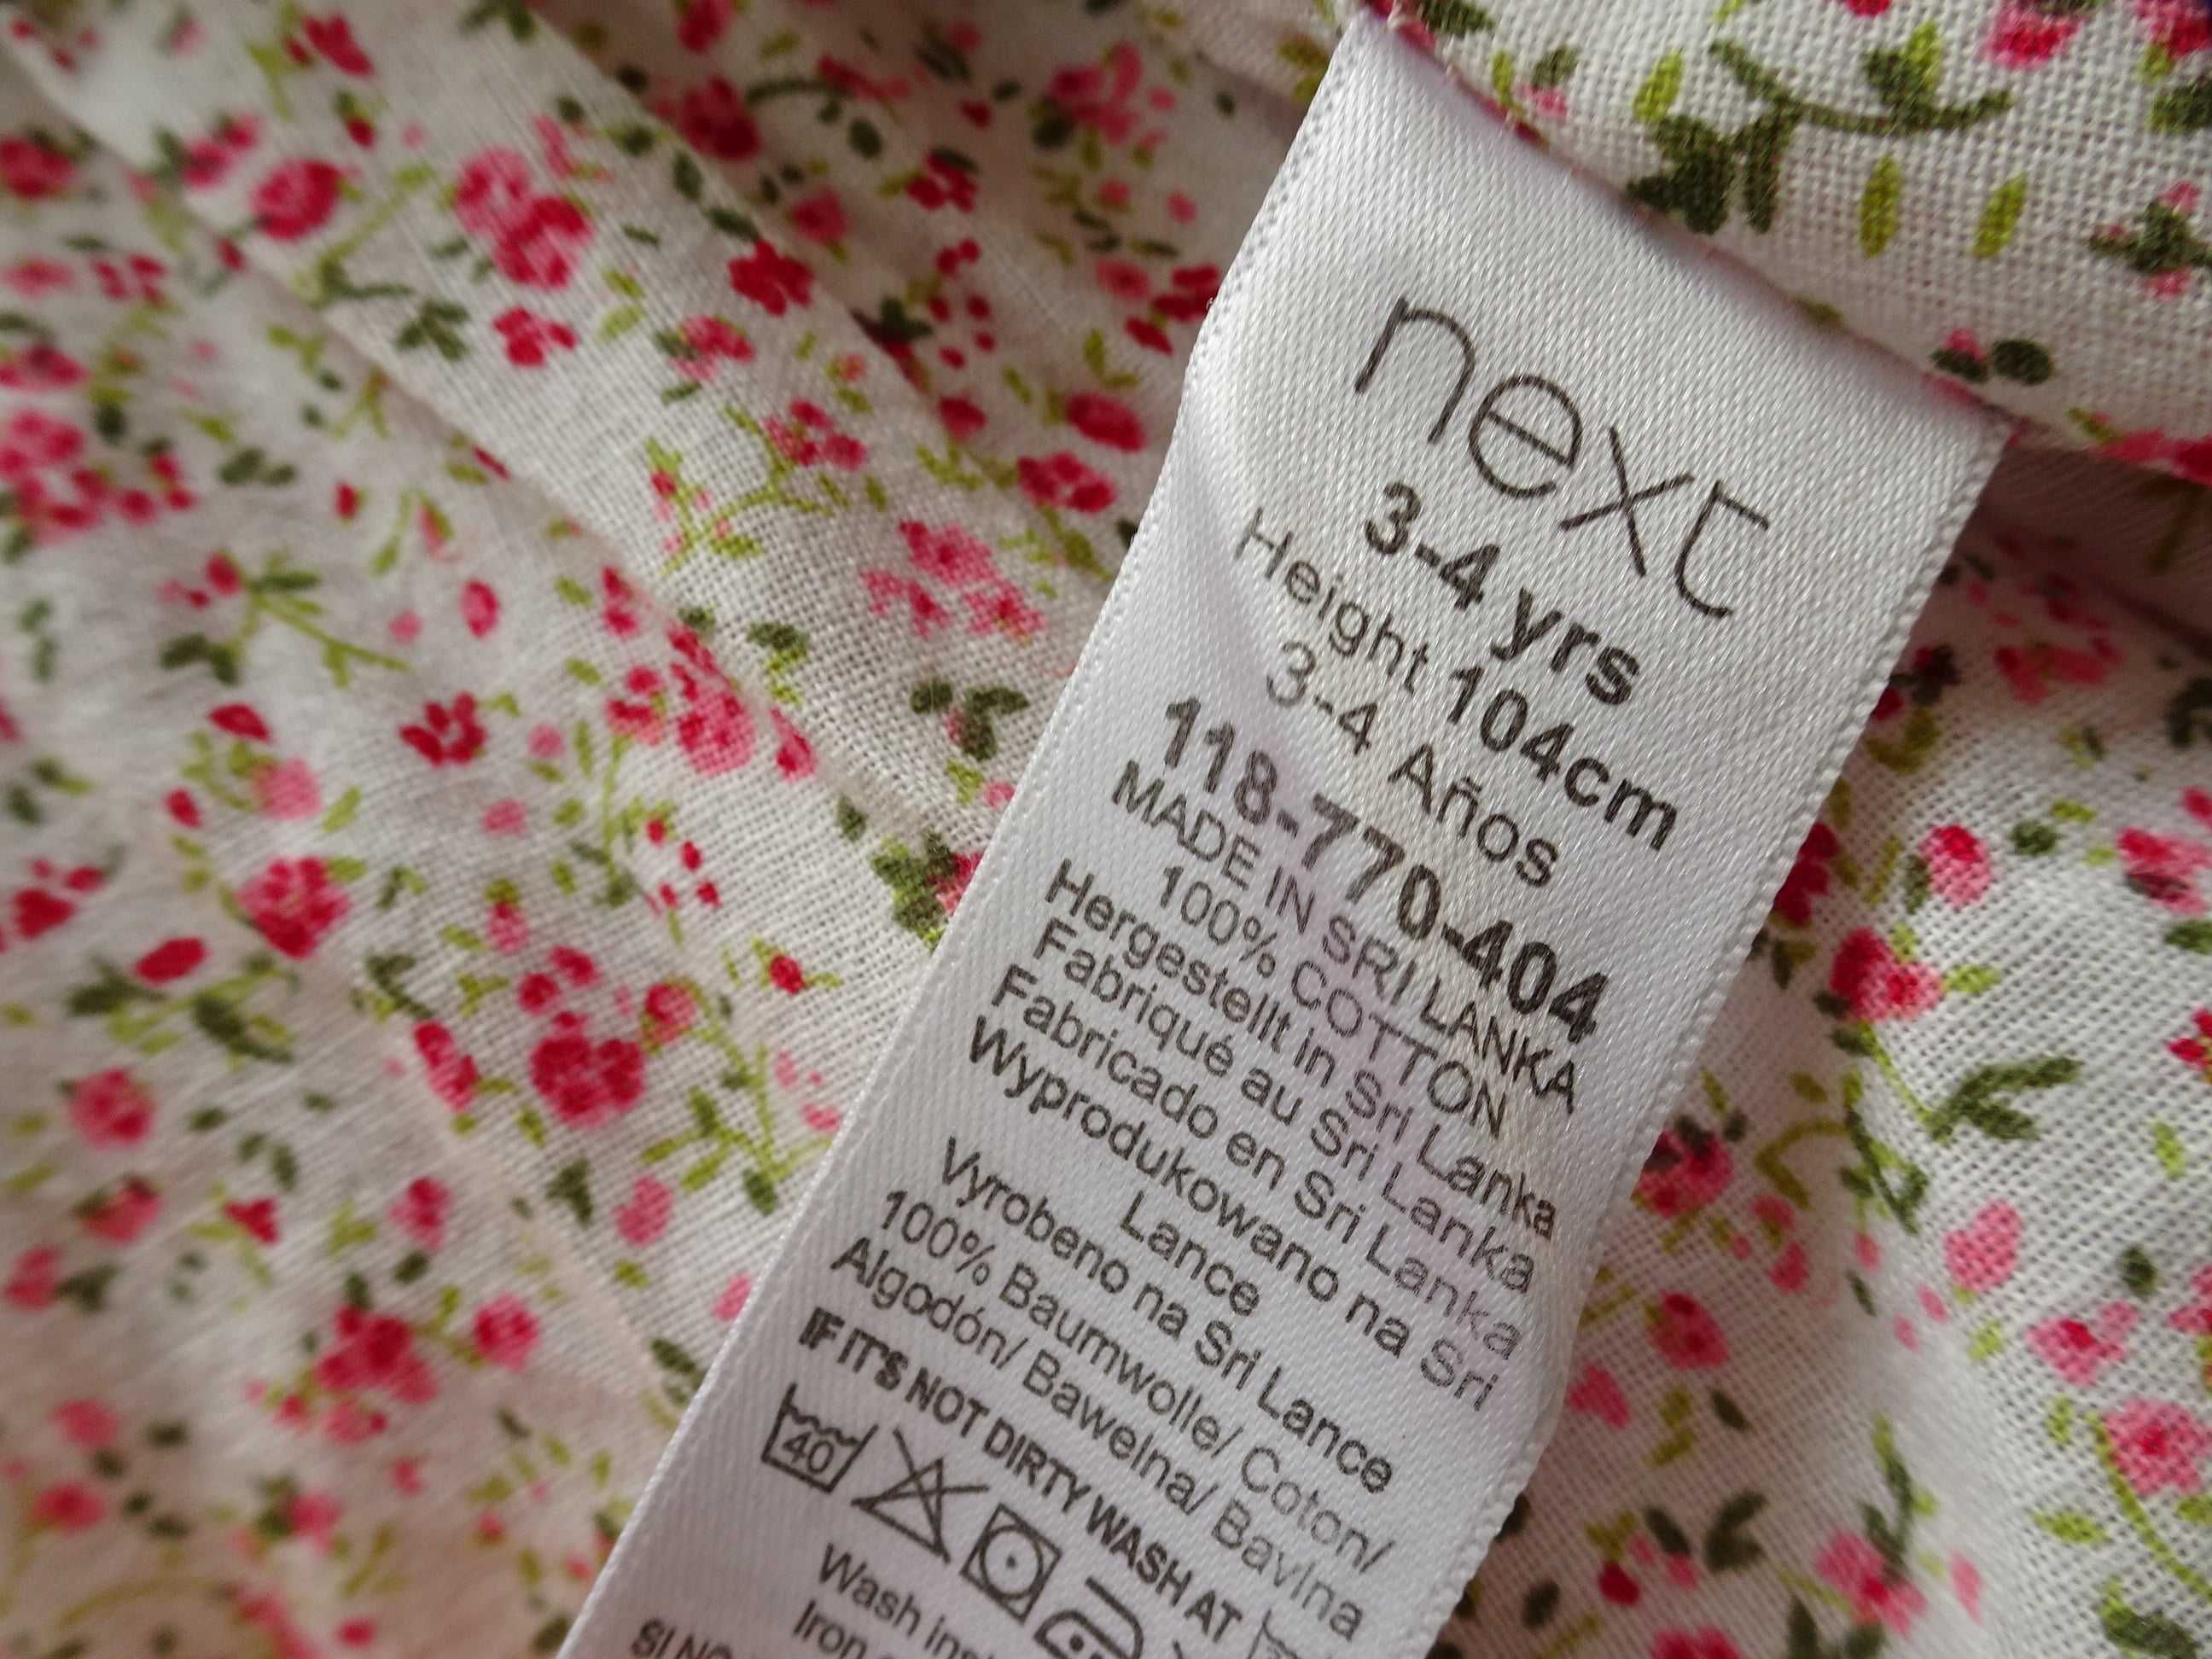 next
3-4 yrs
Height 104cm
3-4 Años
118-770-404
MADE IN SRI LANKA
100% COTTON
Hergestellt in Sri Lanka
Fabriqué au Sri Lanka
Fabricado en Sri Lanka
Wyprodukowano na Sri
Lance
Vyrobeno na Sri Lance
100% Baumwolle/ Coton/
Algodón/ Bawełna/ Bavlna
IF IT'S NOT DIRTY WASH AT
40
Wash
Iron
SI NO